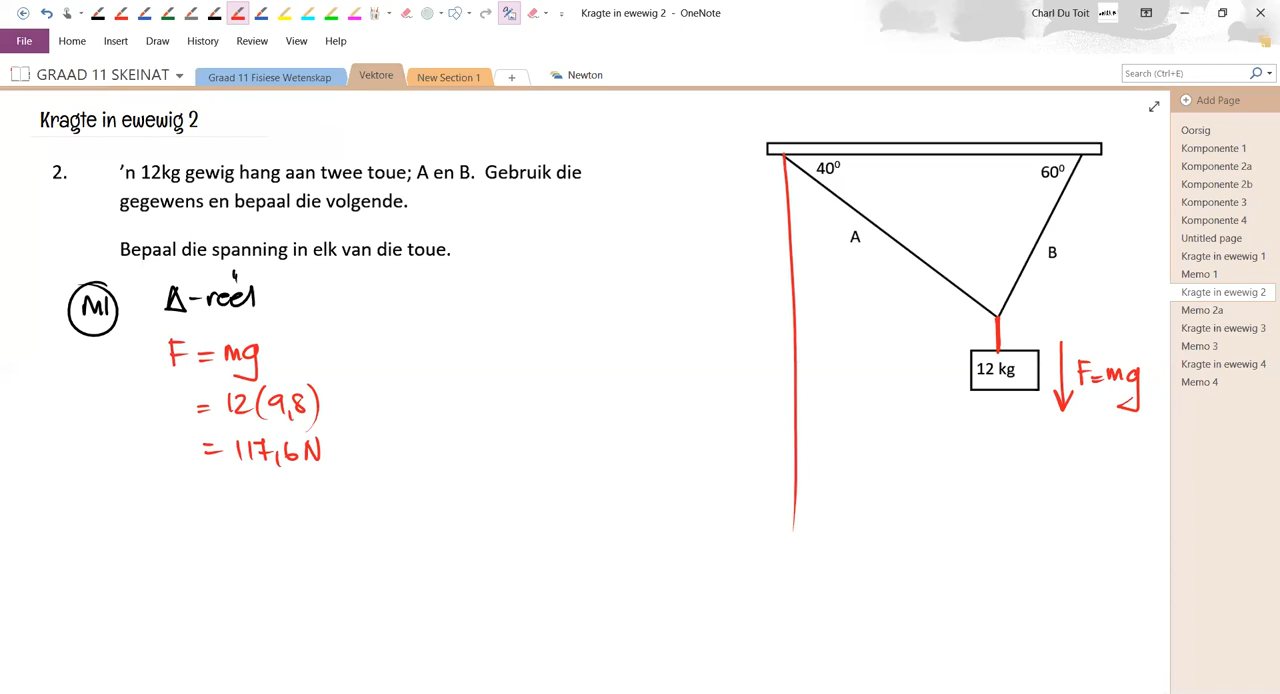 Kragte in ewewig 2 - OneNote
Charl Du Toit
File Home Insert Draw History Review View Help
GRAAD 11 SKEINAT
Graad 11 Fisiese Wetenskap
Vektore
New Section 1
Newton
Search (Ctrl+E)
Add Page
Oorsig
Komponente 1
Komponente 2a
Komponente 2b
Komponente 3
Komponente 4
Untitled page
Kragte in ewewig 1
Memo 1
Kragte in ewewig 2
Memo 2a
Kragte in ewewig 3
Memo 3
Kragte in ewewig 4
Memo 4
Kragte in ewewig 2
2. 'n 12kg gewig hang aan twee toue; A en B. Gebruik die
gegewens en bepaal die volgende.
Bepaal die spanning in elk van die toue.
M1 Δ-reël
F = mg
= 12(9,8)
= 117,6N
40⁰
60⁰
A
B
12 kg
F=mg